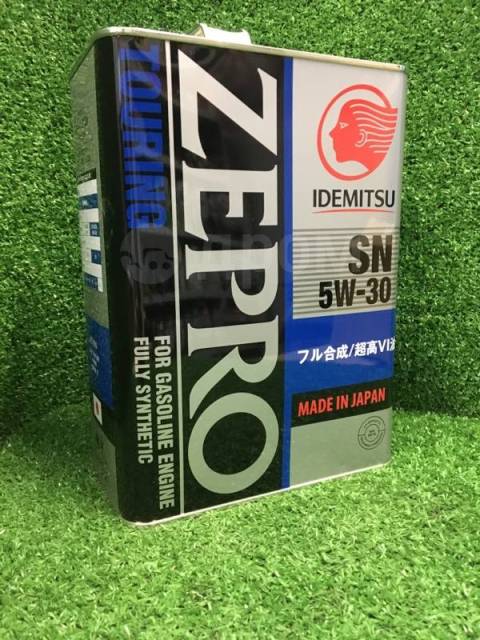 TOURING
ZEPRO
FOR GASOLINE ENGINE
FULLY SYNTHETIC
IDEMITSU
SN
5W-30
フル合成/超高VI
MADE IN JAPAN